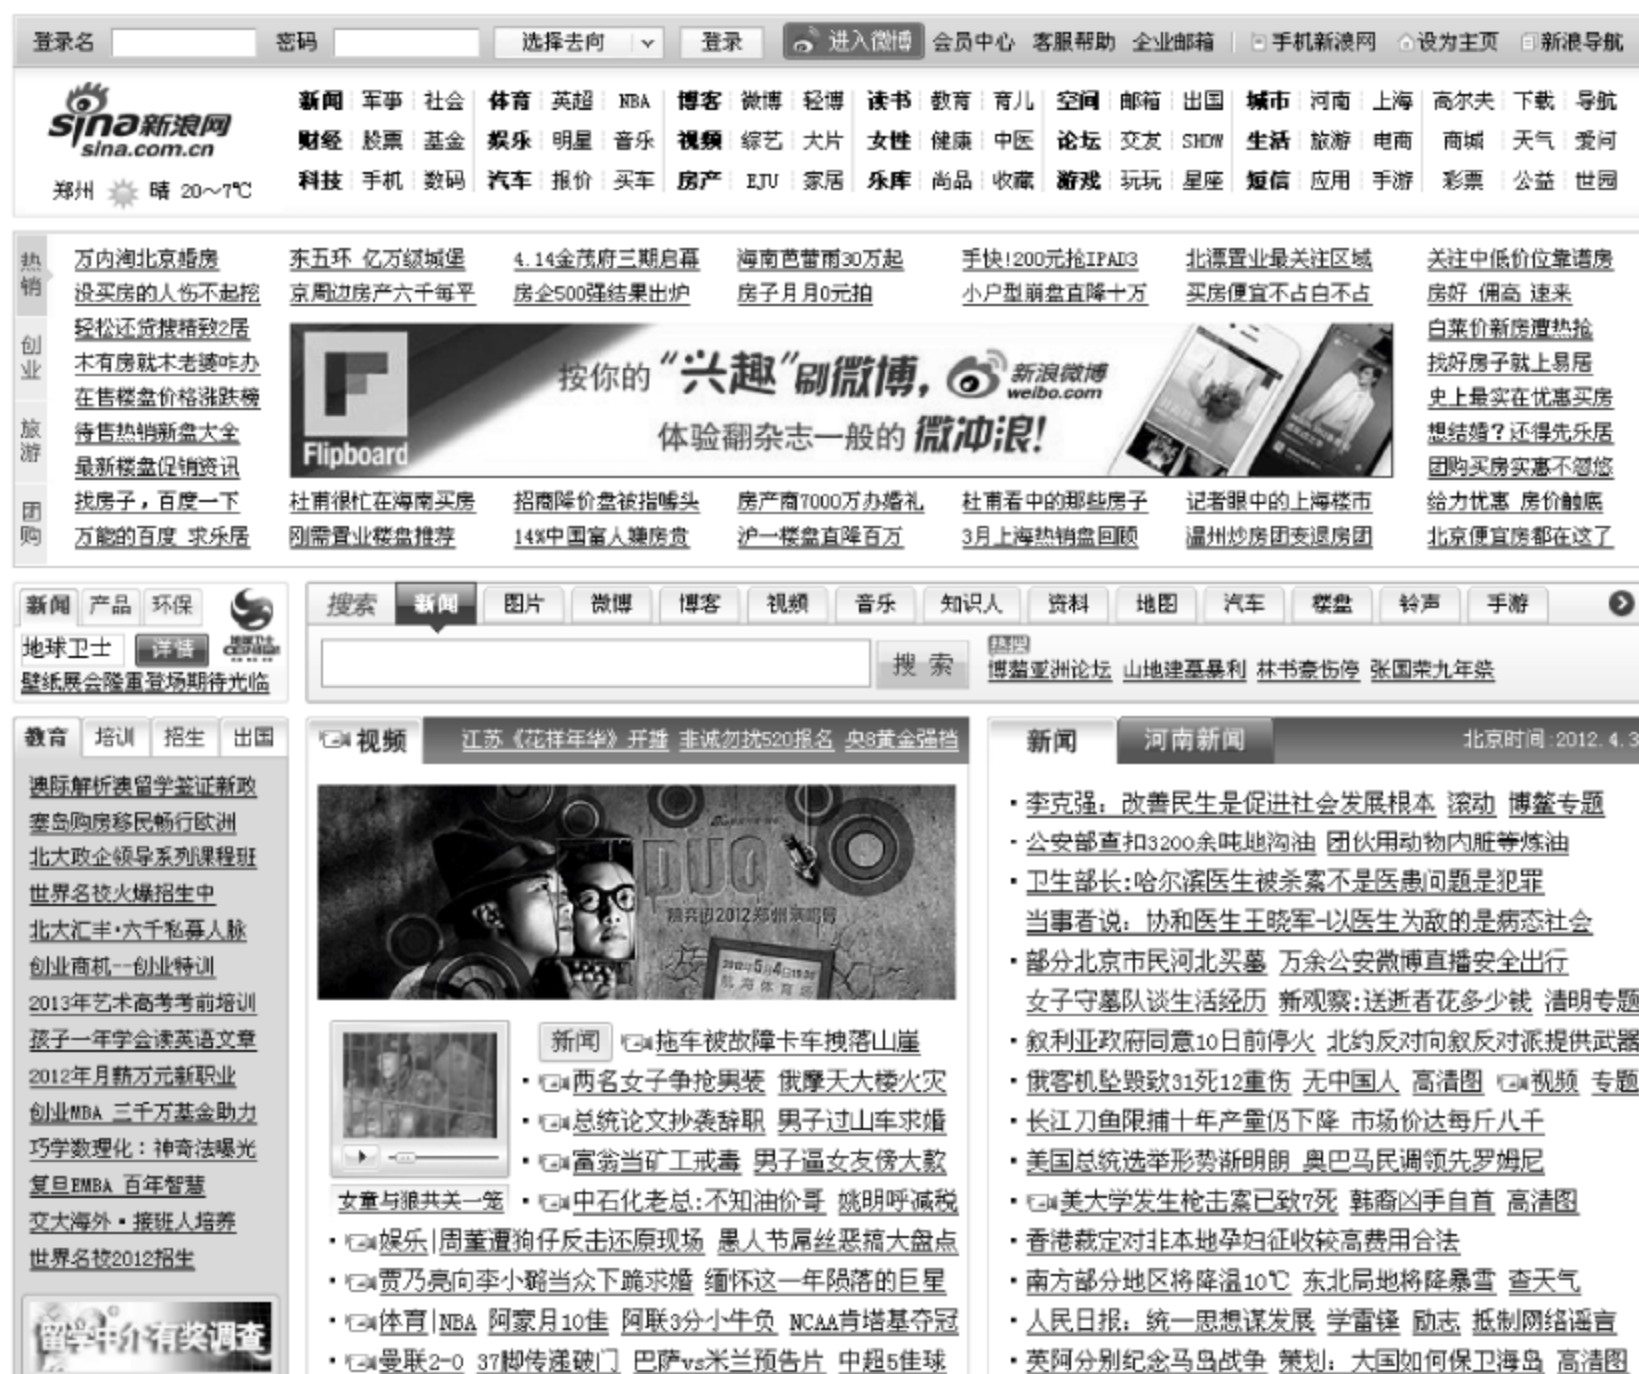 登录名 密码 选择去向 登录 进入微博 会员中心 客服帮助 企业邮箱 手机新浪网 设为主页 新浪导航
sina新浪网
sina.com.cn
郑州 晴 20～7℃
新闻 军事 社会 体育 英超 NBA 博客 微博 轻博 读书 教育 育儿 空间 邮箱 出国 城市 河南 上海 高尔夫 下载 导航
财经 股票 基金 娱乐 明星 音乐 视频 综艺 大片 女性 健康 中医 论坛 交友 SHOW 生活 旅游 电商 商城 天气 爱问
科技 手机 数码 汽车 报价 买车 房产 EJU 家居 乐库 尚品 收藏 游戏 玩玩 星座 短信 应用 手游 彩票 公益 世园
热销
创业
旅游
团购
万内淘北京婚房 东五环 亿万级城堡 4.14金茂府三期启幕 海南芭蕾雨30万起 手快!200元抢IPAD3 北漂置业最关注区域 关注中低价位靠谱房
没买房的人伤不起挖 京周边房产六千每平 房企500强结果出炉 房子月月0元拍 小户型崩盘直降十万 买房便宜不占白不占 房好 佣高 速来
轻松还贷搜精致2居 白菜价新房遭热抢
木有房就木老婆咋办 找好房子就上易居
在售楼盘价格涨跌榜 史上最实在优惠买房
待售热销新盘大全 想结婚?还得先乐居
最新楼盘促销资讯 团购买房实惠不忽悠
Flipboard
按你的“兴趣”刷微博，新浪微博
weibo.com
体验翻杂志一般的微冲浪!
找房子，百度一下 杜甫很忙在海南买房 招商降价盘被指噱头 房产商7000万办婚礼 杜甫看中的那些房子 记者眼中的上海楼市 给力优惠 房价触底
万能的百度 求乐居 刚需置业楼盘推荐 14%中国富人嫌房贵 沪一楼盘直降百万 3月上海热销盘回顾 温州炒房团变退房团 北京便宜房都在这了
新闻 产品 环保
地球卫士 详情
壁纸展会隆重登场期待光临
搜索 新闻 图片 微博 博客 视频 音乐 知识人 资料 地图 汽车 楼盘 铃声 手游
搜 索
博鳌亚洲论坛 山地建墓暴利 林书豪伤停 张国荣九年祭
教育 培训 招生 出国
澳际解析澳留学签证新政
塞岛购房移民畅行欧洲
北大政企领导系列课程班
世界名校火爆招生中
北大汇丰·六千私募人脉
创业商机--创业特训
2013年艺术高考考前培训
孩子一年学会读英语文章
2012年月薪万元新职业
创业MBA 三千万基金助力
巧学数理化：神奇法曝光
复旦EMBA 百年智慧
交大海外·接班人培养
世界名校2012招生
留学中介有奖调查
视频 江苏《花样年华》开播 非诚勿扰520报名 央8黄金强档
DUO
陈奕迅2012郑州演唱会
2012年5月4日19:30
航海体育场
女童与狼共关一笼
新闻 拖车被故障卡车拽落山崖
两名女子争抢男装 俄摩天大楼火灾
总统论文抄袭辞职 男子过山车求婚
富翁当矿工戒毒 男子逼女友傍大款
中石化老总:不知油价哥 姚明呼减税
娱乐|周董遭狗仔反击还原现场 愚人节屌丝恶搞大盘点
贾乃亮向李小璐当众下跪求婚 缅怀这一年陨落的巨星
体育|NBA 阿豪月10佳 阿联3分小牛负 NCAA肯塔基夺冠
曼联2-0 37脚传递破门 巴萨vs米兰预告片 中超5佳球
新闻 河南新闻 北京时间:2012.4.3
李克强：改善民生是促进社会发展根本 滚动 博鳌专题
公安部查扣3200余吨地沟油 团伙用动物内脏等炼油
卫生部长:哈尔滨医生被杀案不是医患问题是犯罪
当事者说：协和医生王晓军-以医生为敌的是病态社会
部分北京市民河北买墓 万余公安微博直播安全出行
女子守墓队谈生活经历 新观察:送逝者花多少钱 清明专题
叙利亚政府同意10日前停火 北约反对向叙反对派提供武器
俄客机坠毁致31死12重伤 无中国人 高清图 视频 专题
长江刀鱼限捕十年产量仍下降 市场价达每斤八千
美国总统选举形势渐明朗 奥巴马民调领先罗姆尼
美大学发生枪击案已致7死 韩裔凶手自首 高清图
香港裁定对非本地孕妇征收较高费用合法
南方部分地区将降温10℃ 东北局地将降暴雪 查天气
人民日报：统一思想谋发展 学雷锋 励志 抵制网络谣言
英阿分别纪念马岛战争 策划：大国如何保卫海岛 高清图